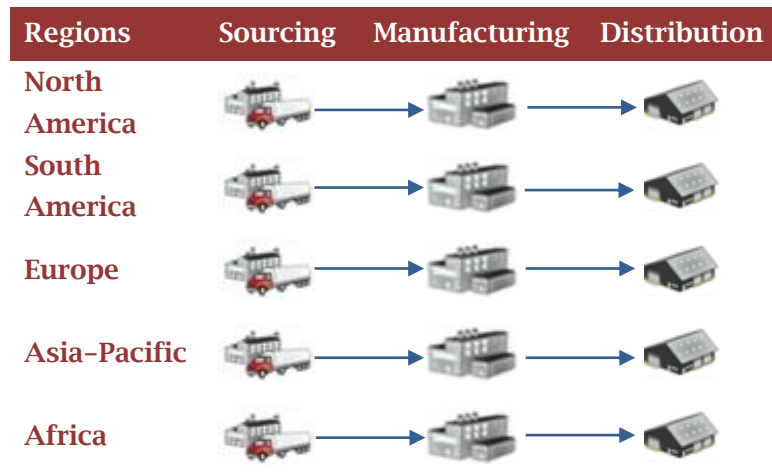 Regions Sourcing Manufacturing Distribution
North
America
South
America
Europe
Asia-Pacific
Africa